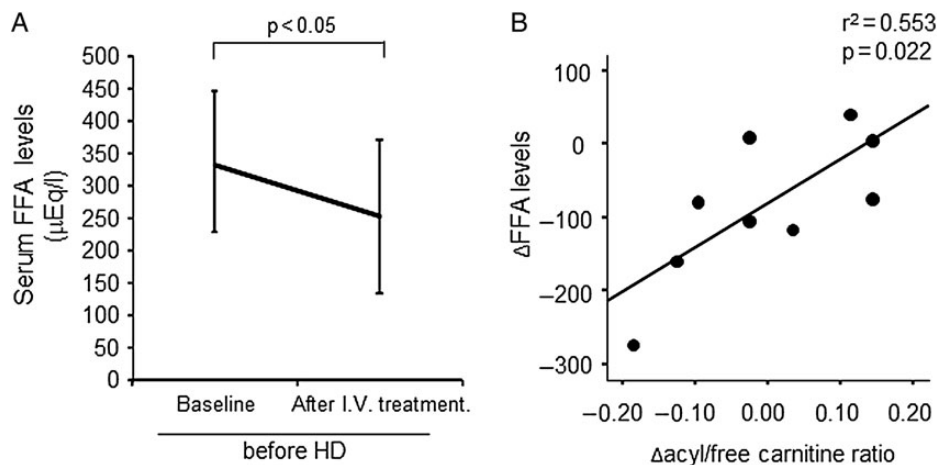 A
p < 0.05
500
450
400
350
300
250
200
150
100
50
0
Serum FFA levels
(μEq/l)
Baseline
After I.V. treatment.
before HD
B
r² = 0.553
p = 0.022
100
0
−100
−200
−300
ΔFFA levels
−0.20
−0.10
0.00
0.10
0.20
Δacyl/free carnitine ratio